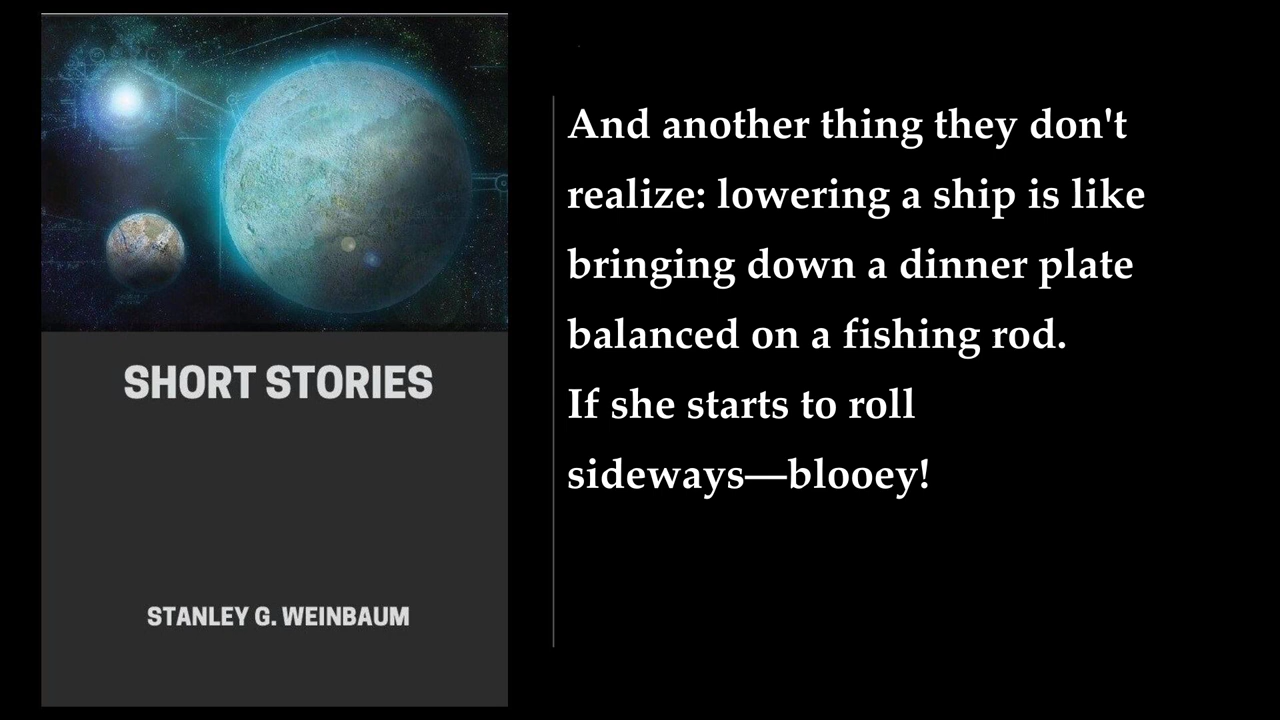 SHORT STORIES
STANLEY G. WEINBAUM
And another thing they don't
realize: lowering a ship is like
bringing down a dinner plate
balanced on a fishing rod.
If she starts to roll
sideways—blooey!